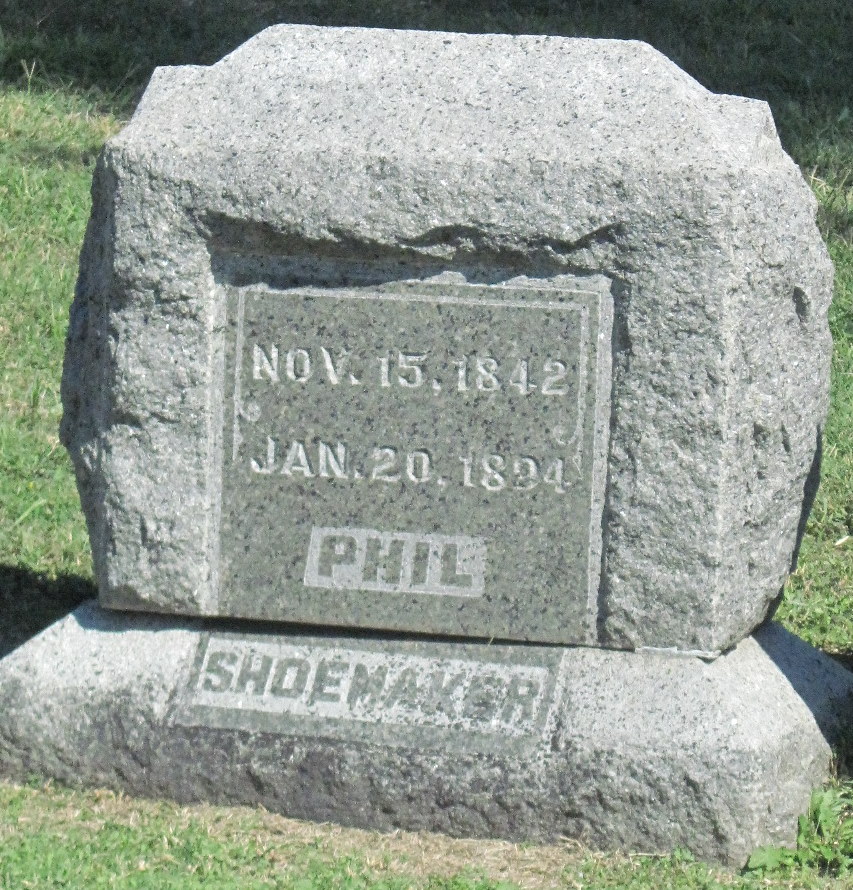 NOV. 15, 1842
JAN. 20, 1894
PHIL
SHOEMAKER